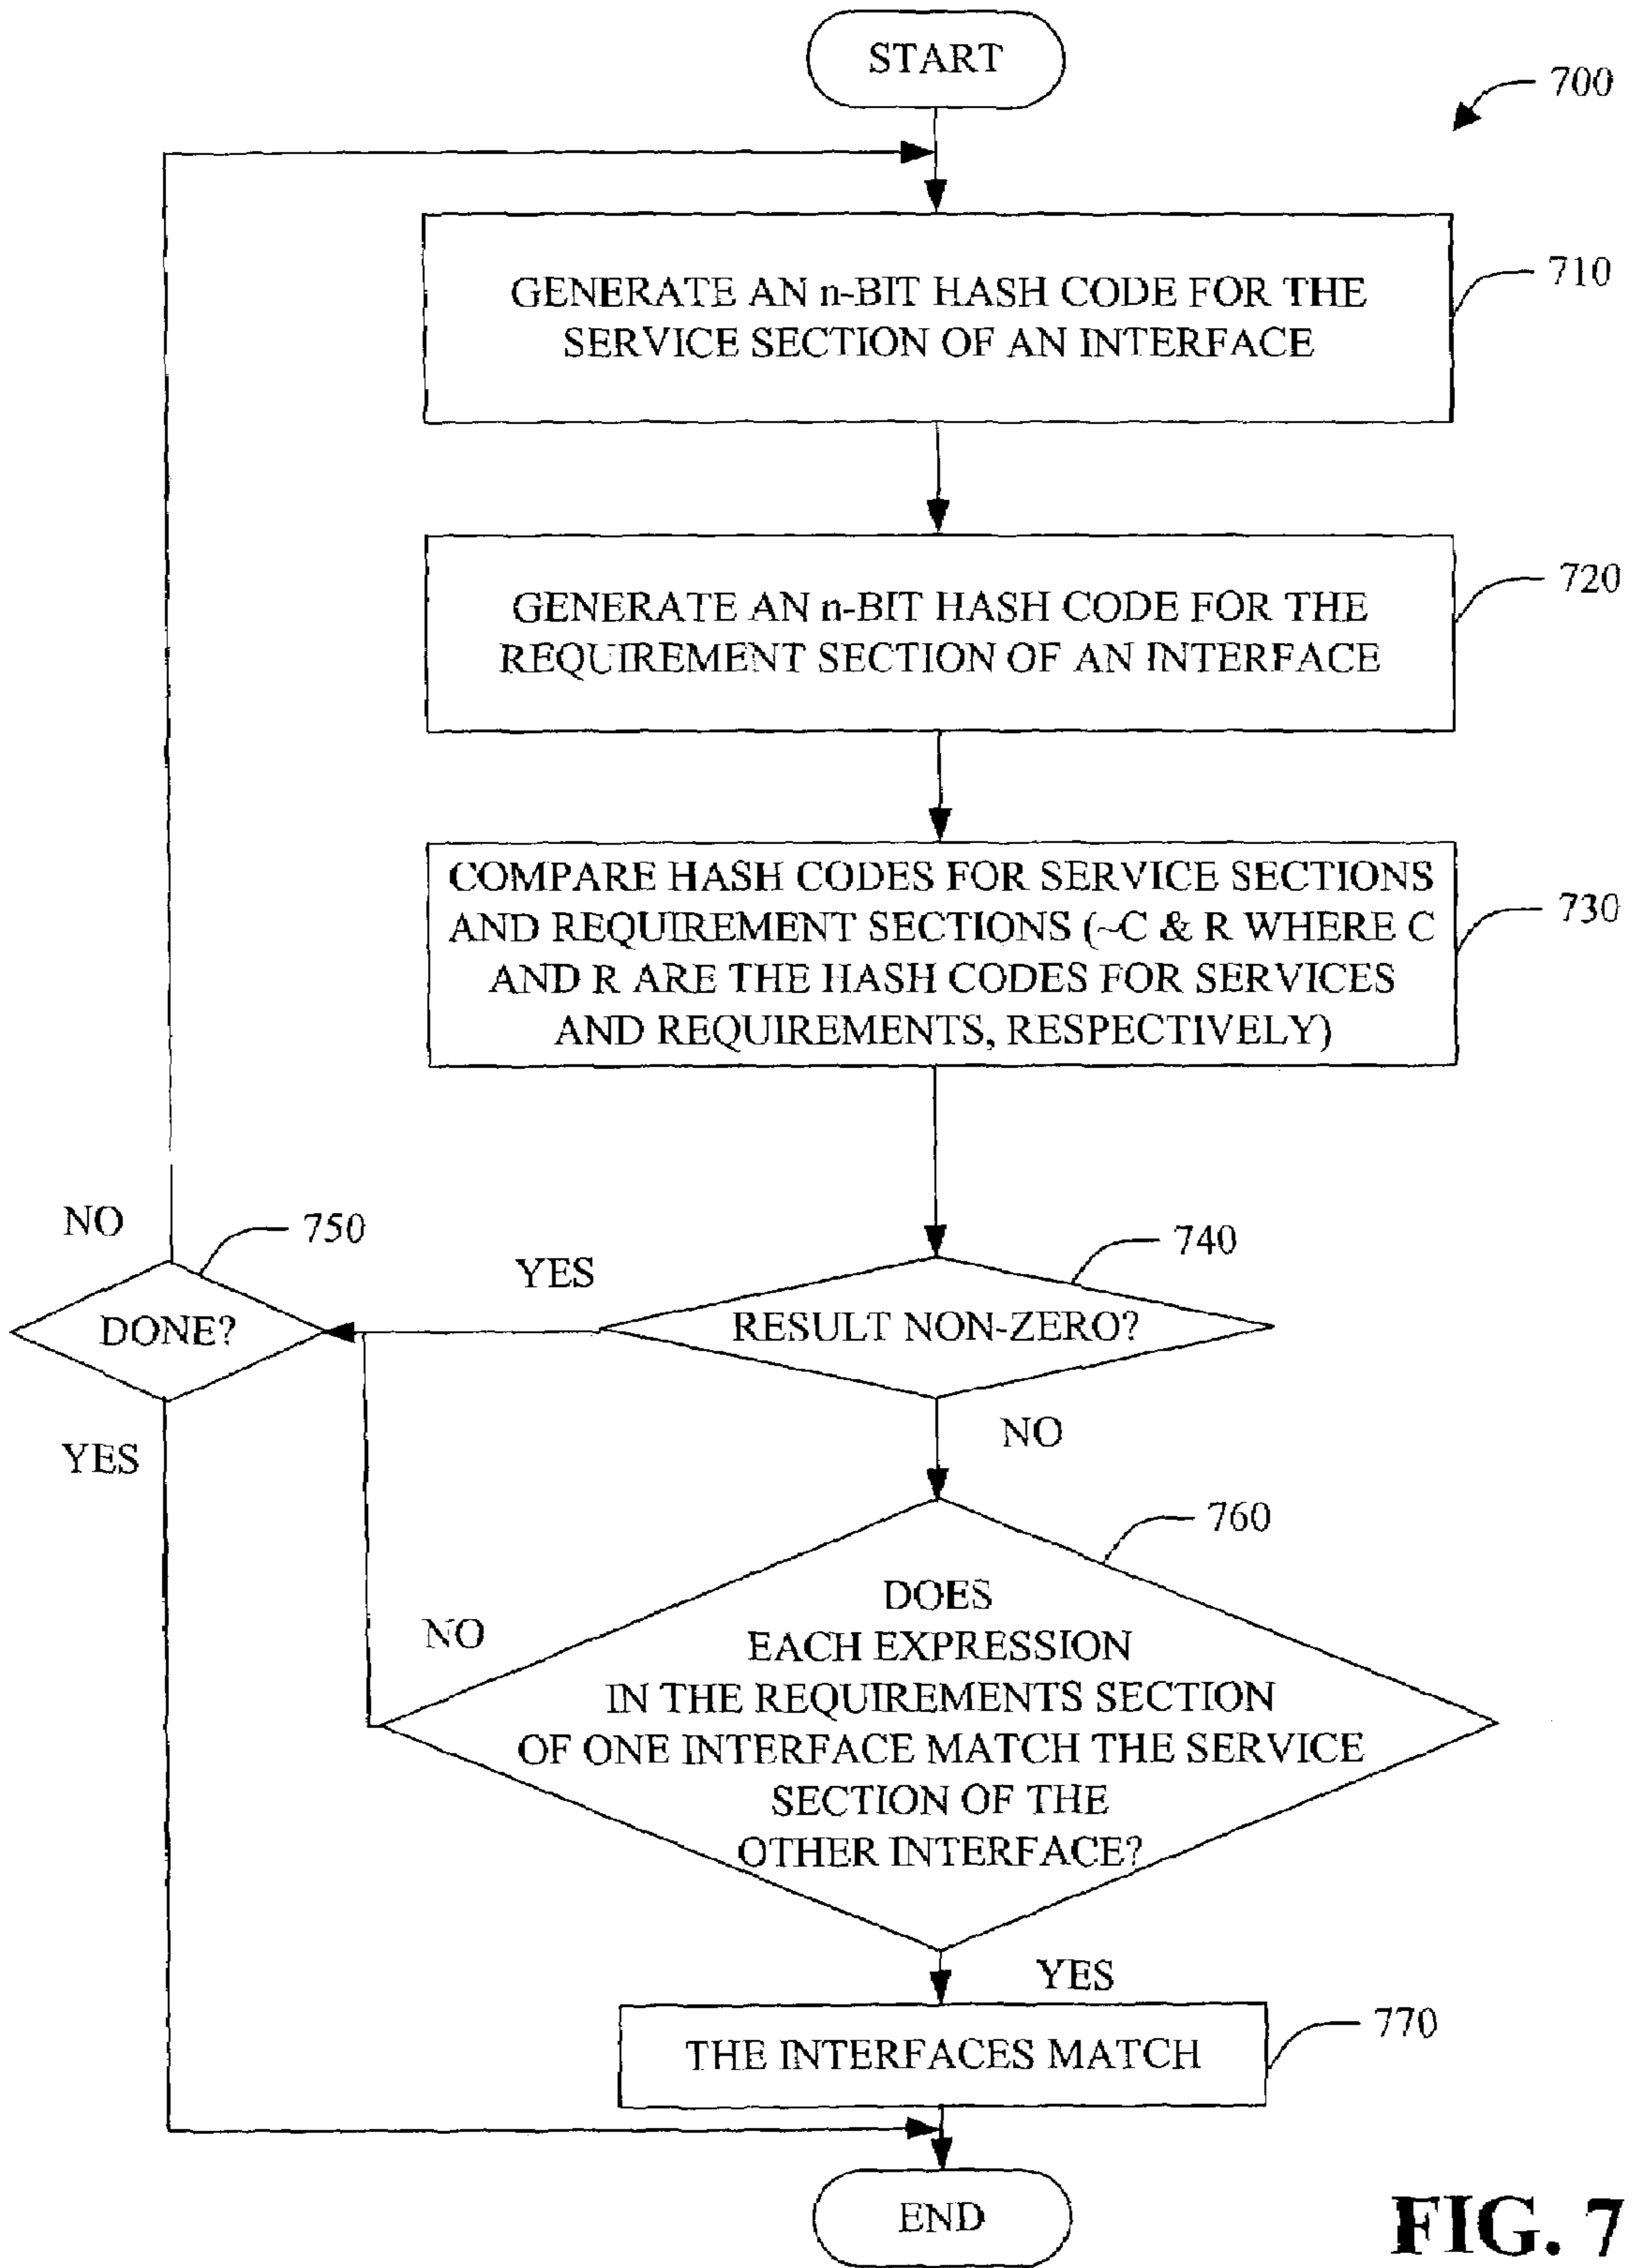 START
700
GENERATE AN n-BIT HASH CODE FOR THE
SERVICE SECTION OF AN INTERFACE
710
GENERATE AN n-BIT HASH CODE FOR THE
REQUIREMENT SECTION OF AN INTERFACE
720
COMPARE HASH CODES FOR SERVICE SECTIONS
AND REQUIREMENT SECTIONS (~C & R WHERE C
AND R ARE THE HASH CODES FOR SERVICES
AND REQUIREMENTS, RESPECTIVELY)
730
NO
750
DONE?
YES
YES
740
RESULT NON-ZERO?
NO
760
DOES
EACH EXPRESSION
IN THE REQUIREMENTS SECTION
OF ONE INTERFACE MATCH THE SERVICE
SECTION OF THE
OTHER INTERFACE?
NO
YES
THE INTERFACES MATCH
770
END
FIG. 7